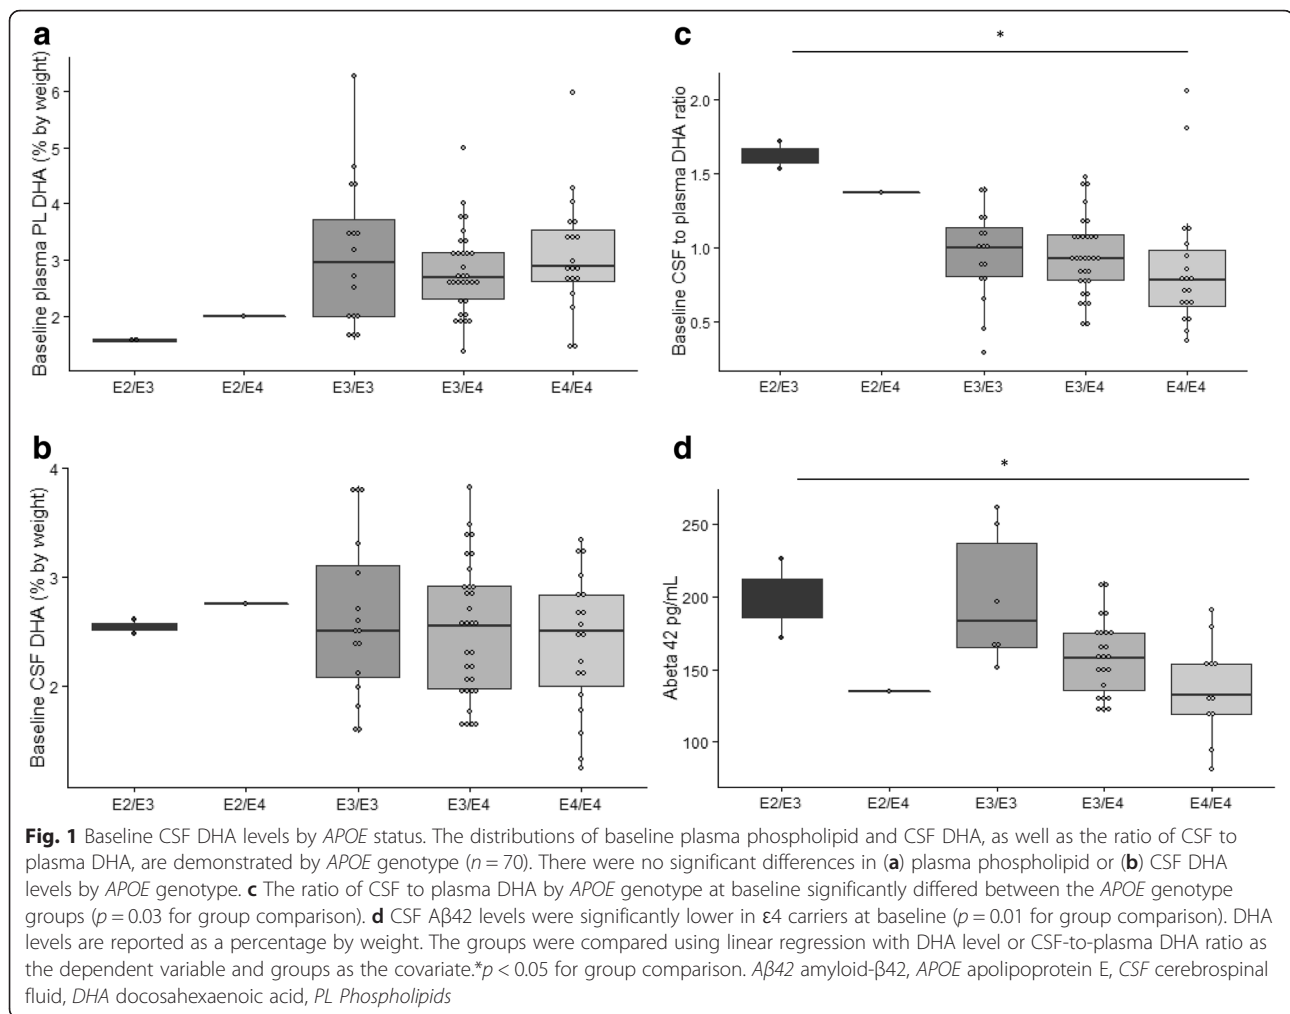 a
Baseline plasma PL DHA (% by weight)
6
5
4
3
2
E2/E3 E2/E4 E3/E3 E3/E4 E4/E4
c
*
Baseline CSF to plasma DHA ratio
2.0
1.5
1.0
0.5
E2/E3 E2/E4 E3/E3 E3/E4 E4/E4
b
Baseline CSF DHA (% by weight)
4
3
2
E2/E3 E2/E4 E3/E3 E3/E4 E4/E4
d
*
Abeta 42 pg/mL
250
200
150
100
E2/E3 E2/E4 E3/E3 E3/E4 E4/E4
Fig. 1 Baseline CSF DHA levels by APOE status. The distributions of baseline plasma phospholipid and CSF DHA, as well as the ratio of CSF to
plasma DHA, are demonstrated by APOE genotype (n = 70). There were no significant differences in (a) plasma phospholipid or (b) CSF DHA
levels by APOE genotype. c The ratio of CSF to plasma DHA by APOE genotype at baseline significantly differed between the APOE genotype
groups (p = 0.03 for group comparison). d CSF Aβ42 levels were significantly lower in ε4 carriers at baseline (p = 0.01 for group comparison). DHA
levels are reported as a percentage by weight. The groups were compared using linear regression with DHA level or CSF-to-plasma DHA ratio as
the dependent variable and groups as the covariate.*p < 0.05 for group comparison. Aβ42 amyloid-β42, APOE apolipoprotein E, CSF cerebrospinal
fluid, DHA docosahexaenoic acid, PL Phospholipids